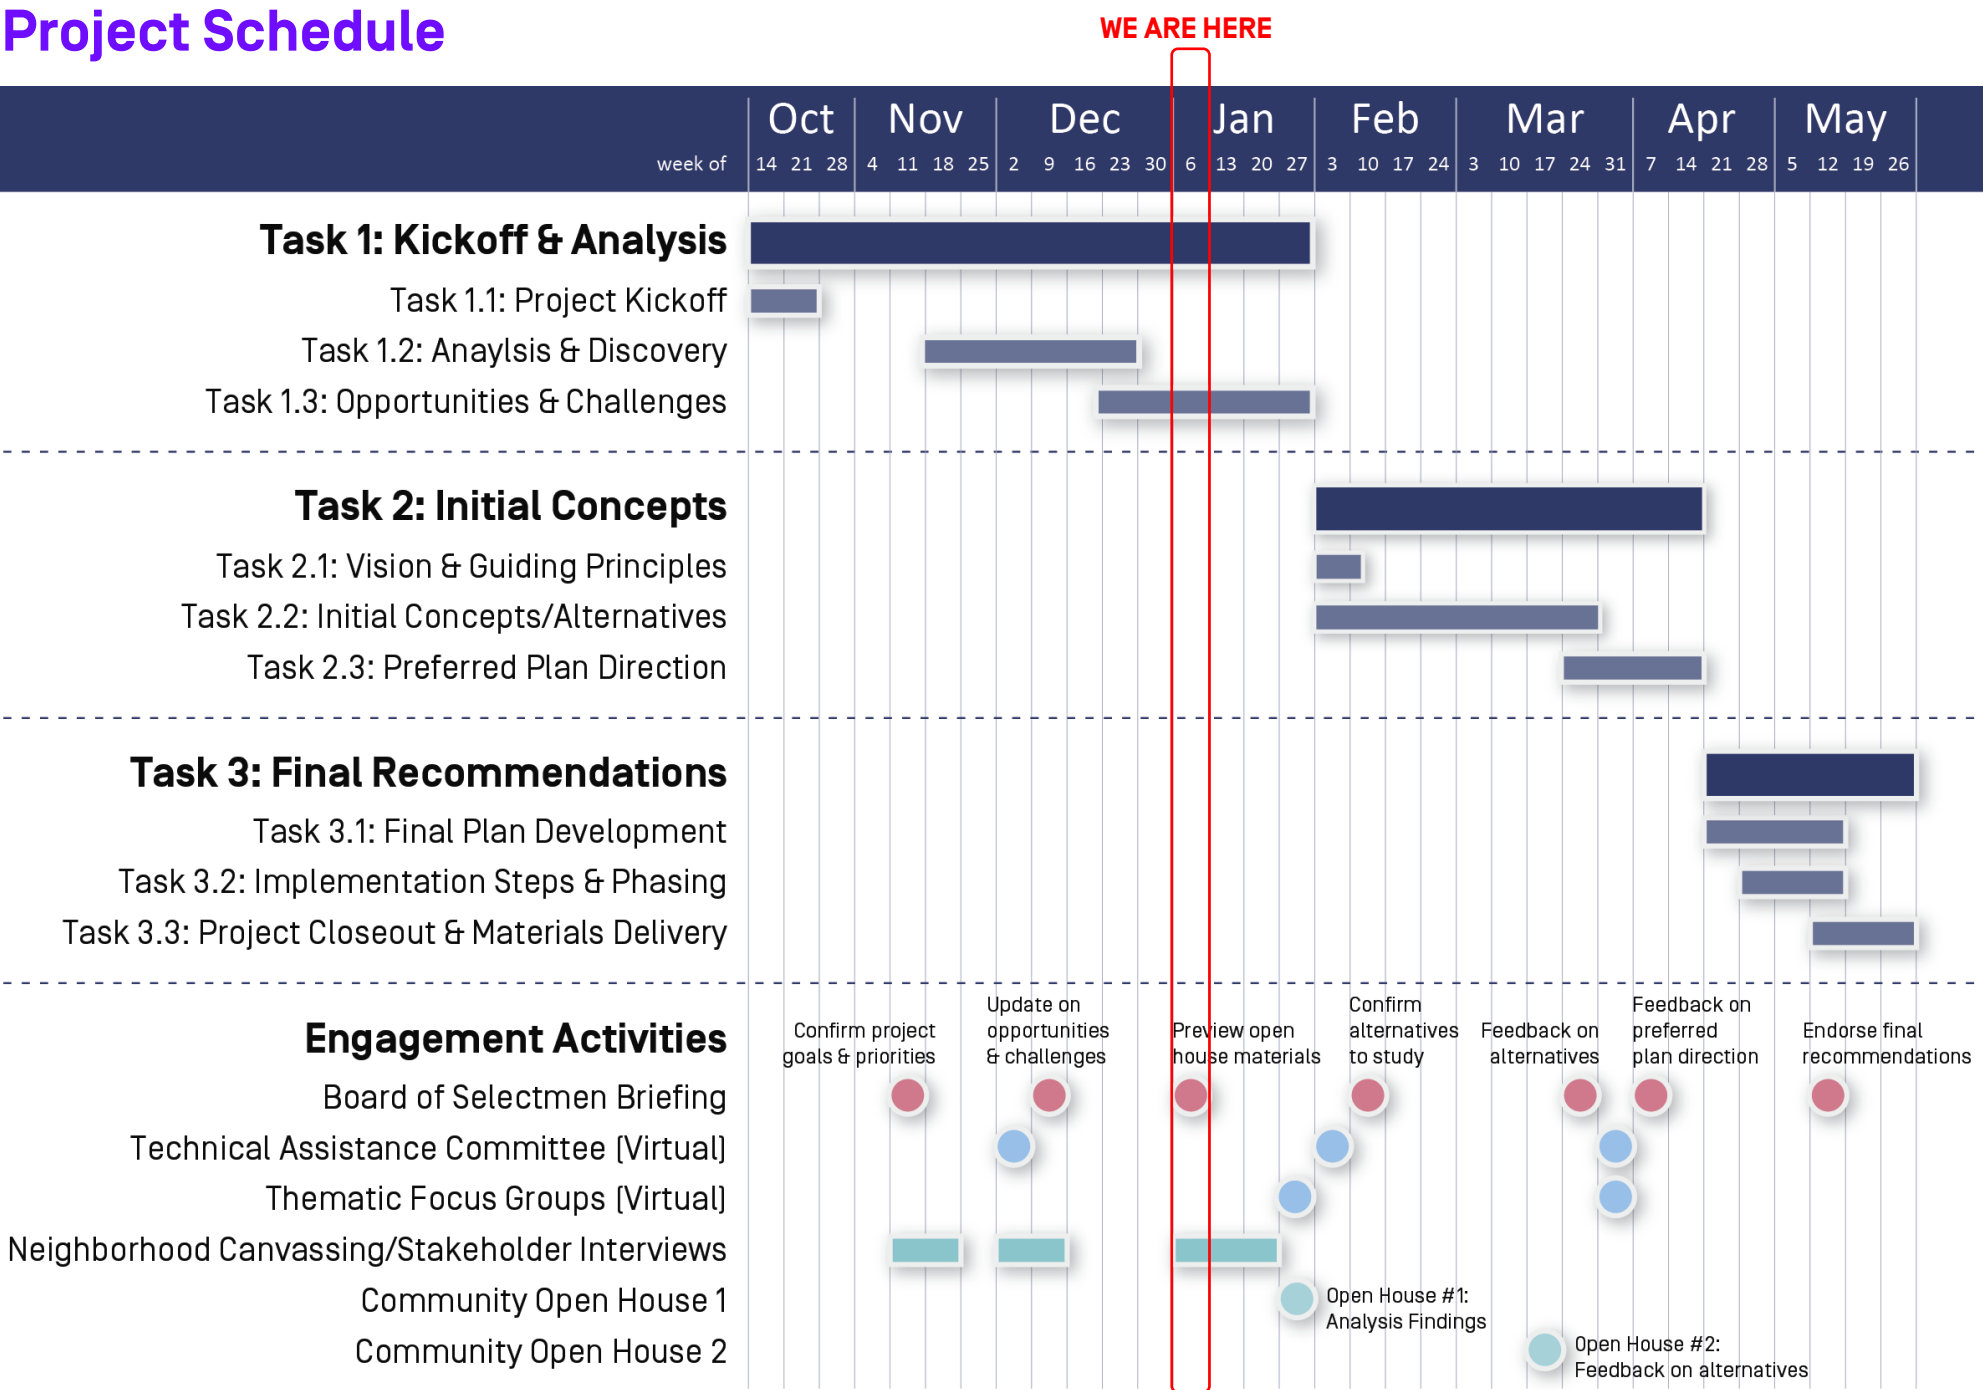 Project Schedule
WE ARE HERE
Oct Nov Dec Jan Feb Mar Apr May
week of 14 21 28 4 11 18 25 2 9 16 23 30 6 13 20 27 3 10 17 24 3 10 17 24 31 7 14 21 28 5 12 19 26
Task 1: Kickoff & Analysis
Task 1.1: Project Kickoff
Task 1.2: Anaylsis & Discovery
Task 1.3: Opportunities & Challenges
Task 2: Initial Concepts
Task 2.1: Vision & Guiding Principles
Task 2.2: Initial Concepts/Alternatives
Task 2.3: Preferred Plan Direction
Task 3: Final Recommendations
Task 3.1: Final Plan Development
Task 3.2: Implementation Steps & Phasing
Task 3.3: Project Closeout & Materials Delivery
Engagement Activities
Confirm project
goals & priorities
Update on
opportunities
& challenges
Preview open
house materials
Confirm
alternatives
to study
Feedback on
alternatives
Feedback on
preferred
plan direction
Endorse final
recommendations
Board of Selectmen Briefing
Technical Assistance Committee (Virtual)
Thematic Focus Groups (Virtual)
Neighborhood Canvassing/Stakeholder Interviews
Community Open House 1
Open House #1:
Analysis Findings
Community Open House 2
Open House #2:
Feedback on alternatives